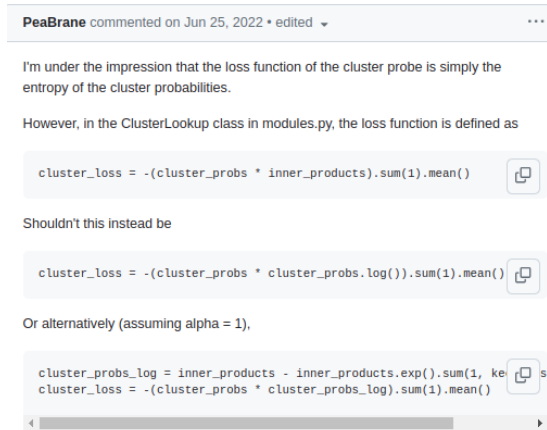 PeaBrane commented on Jun 25, 2022 • edited
I'm under the impression that the loss function of the cluster probe is simply the
entropy of the cluster probabilities.
However, in the ClusterLookup class in modules.py, the loss function is defined as
cluster_loss = -(cluster_probs * inner_products).sum(1).mean()
Shouldn't this instead be
cluster_loss = -(cluster_probs * cluster_probs.log()).sum(1).mean()
Or alternatively (assuming alpha = 1),
cluster_probs_log = inner_products - inner_products.exp().sum(1,
cluster_loss = -(cluster_probs * cluster_probs_log).sum(1).mean()